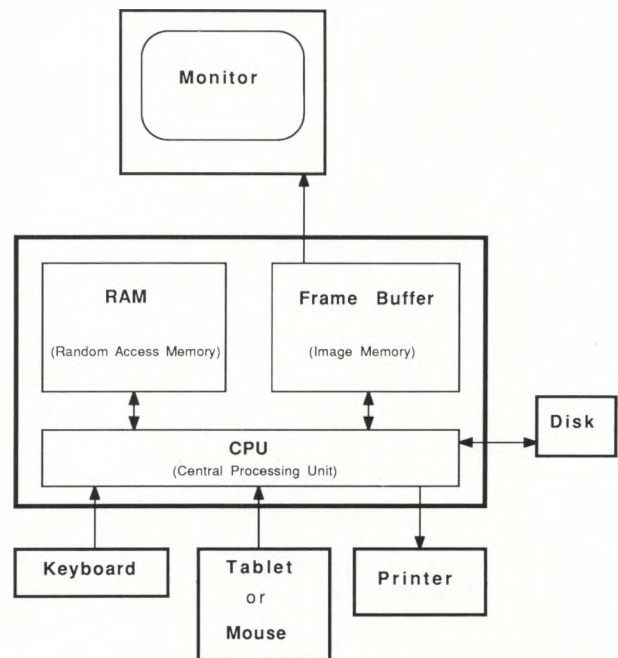 Monitor
RAM
(Random Access Memory)
Frame Buffer
(Image Memory)
CPU
(Central Processing Unit)
Disk
Keyboard
Tablet
or
Mouse
Printer